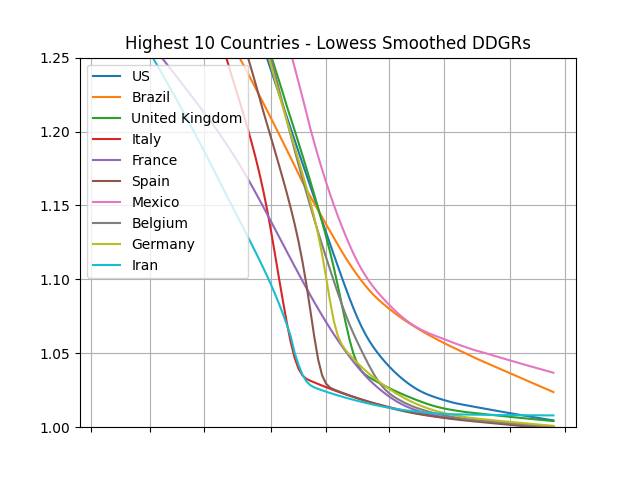 Highest 10 Countries - Lowess Smoothed DDGRs
1.25
1.20
1.15
1.10
1.05
1.00
US
Brazil
United Kingdom
Italy
France
Spain
Mexico
Belgium
Germany
Iran